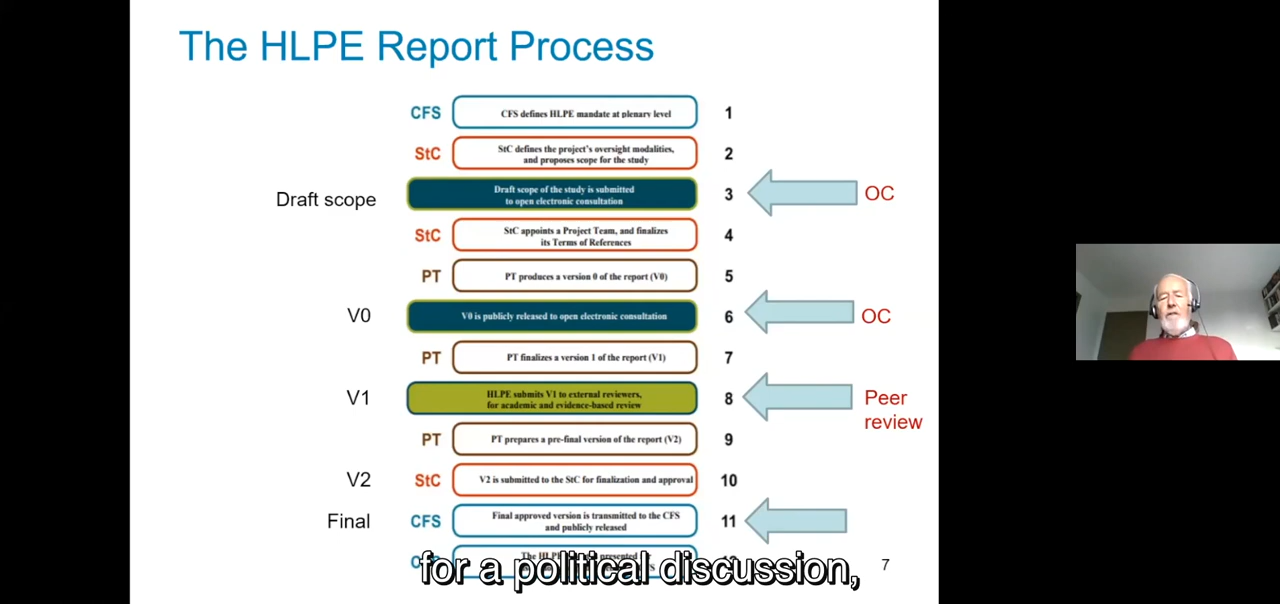 The HLPE Report Process
CFS CFS defines HLPE mandate at plenary level 1
StC StC defines the project's oversight modalities,
and proposes scope for the study 2
Draft scope Draft scope of the study is submitted
to open electronic consultation 3 OC
StC StC appoints a Project Team, and finalizes
its Terms of References 4
PT PT produces a version 0 of the report (V0) 5
V0 V0 is publicly released to open electronic consultation 6 OC
PT PT finalizes a version 1 of the report (V1) 7
V1 HLPE submits V1 to external reviewers,
for academic and evidence-based review 8 Peer
review
PT PT prepares a pre-final version of the report (V2) 9
V2 StC V2 is submitted to the StC for finalization and approval 10
Final CFS Final approved version is transmitted to the CFS
and publicly released 11
The HLPE
for a political discussion,
7